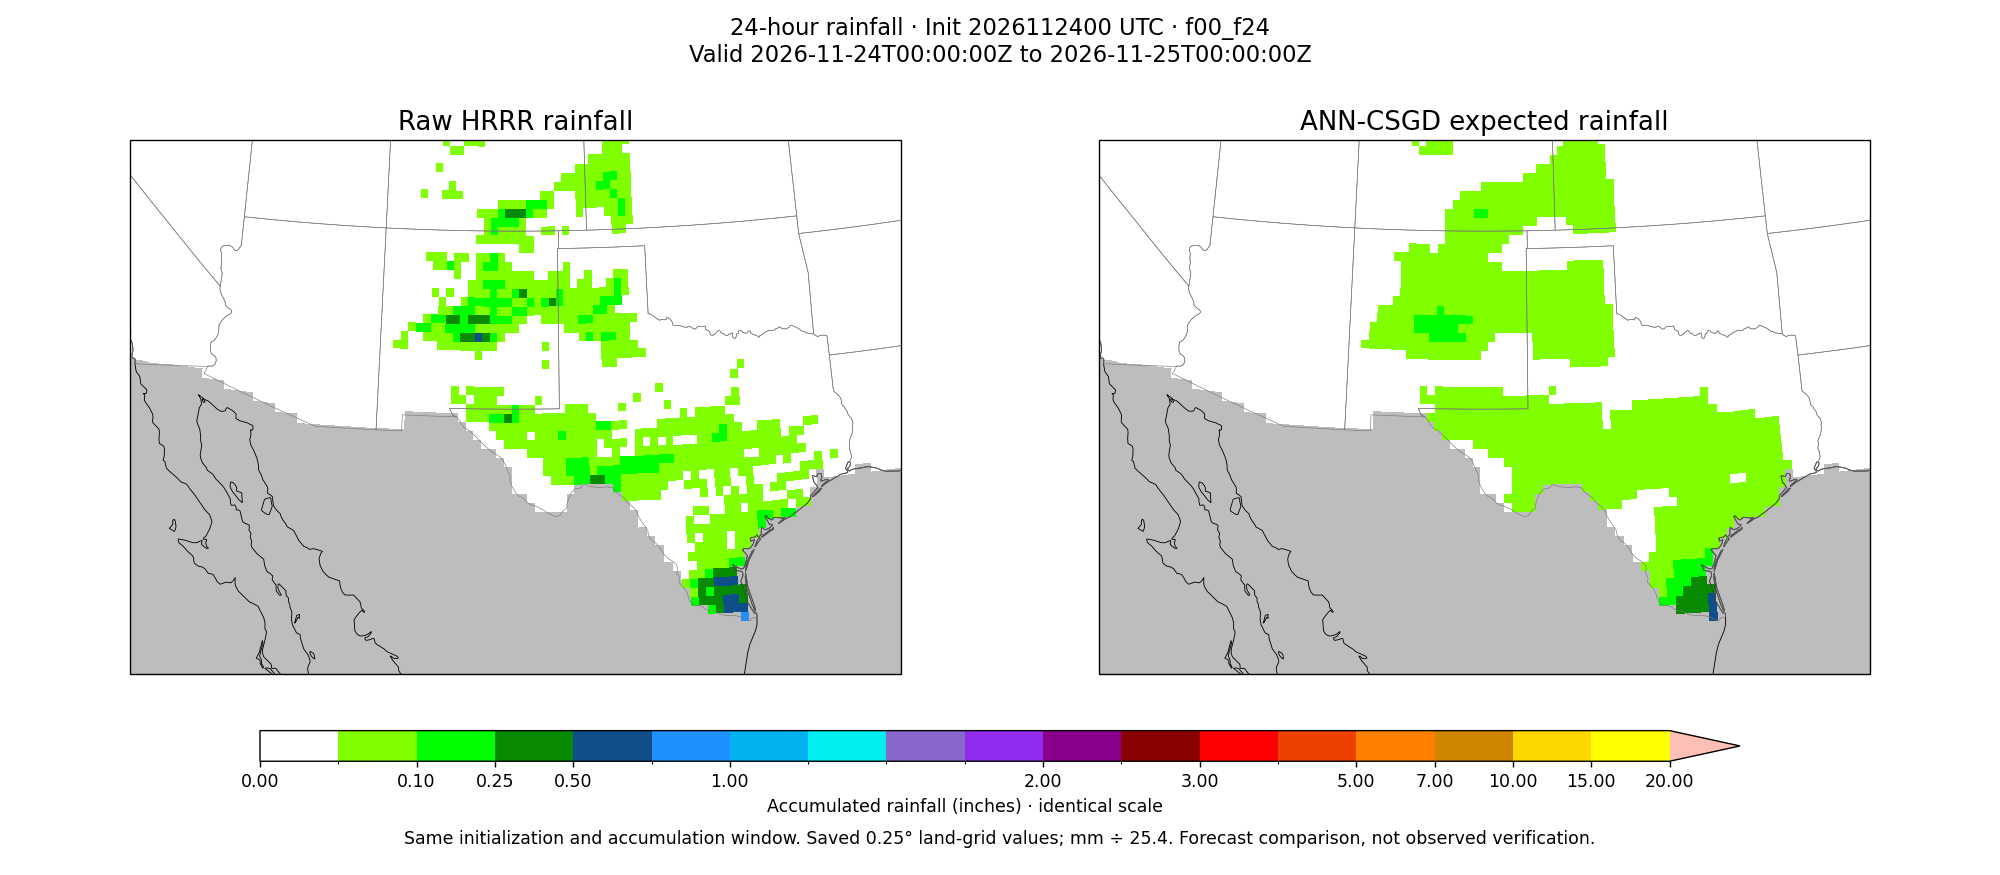 24-hour rainfall · Init 2026112400 UTC · f00_f24
Valid 2026-11-24T00:00:00Z to 2026-11-25T00:00:00Z
Raw HRRR rainfall
ANN-CSGD expected rainfall
0.00 0.10 0.25 0.50 1.00 2.00 3.00 5.00 7.00 10.00 15.00 20.00
Accumulated rainfall (inches) · identical scale
Same initialization and accumulation window. Saved 0.25° land-grid values; mm ÷ 25.4. Forecast comparison, not observed verification.